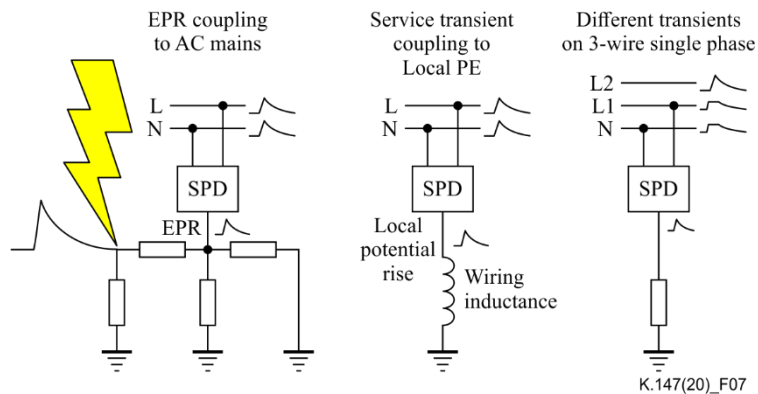 EPR coupling
to AC mains
L
N
SPD
EPR
Service transient
coupling to
Local PE
L
N
SPD
Local
potential
rise
Wiring
inductance
Different transients
on 3-wire single phase
L2
L1
N
SPD
K.147(20)_F07